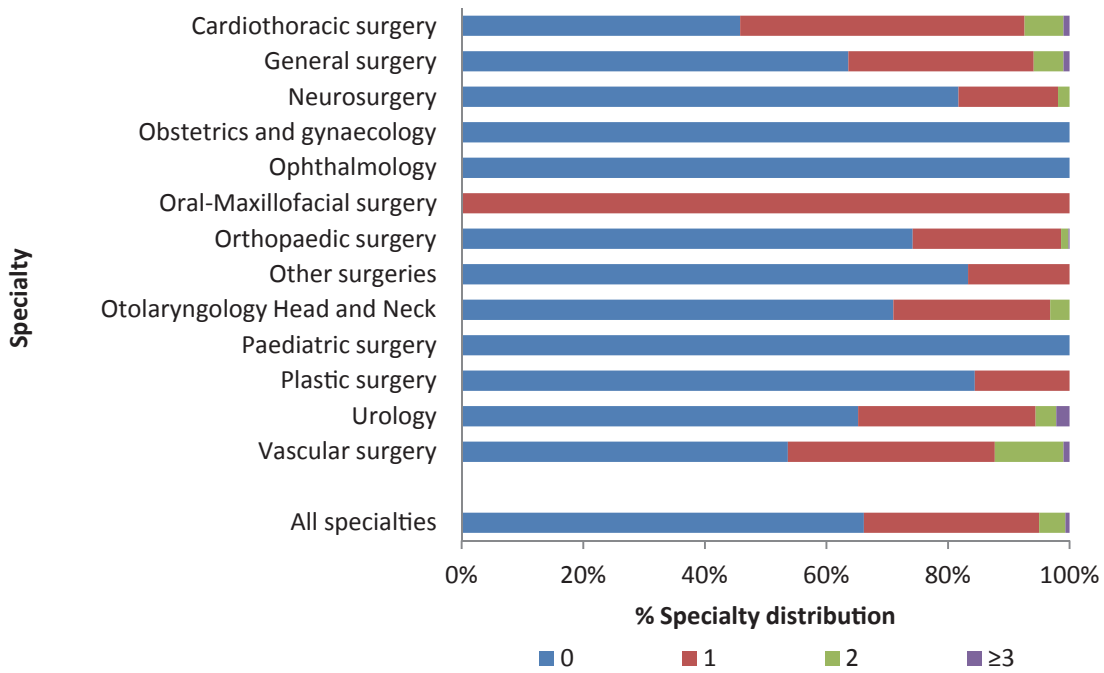 Specialty
Cardiothoracic surgery
General surgery
Neurosurgery
Obstetrics and gynaecology
Ophthalmology
Oral-Maxillofacial surgery
Orthopaedic surgery
Other surgeries
Otolaryngology Head and Neck
Paediatric surgery
Plastic surgery
Urology
Vascular surgery
All specialties
0% 20% 40% 60% 80% 100%
% Specialty distribution
0 1 2 ≥3